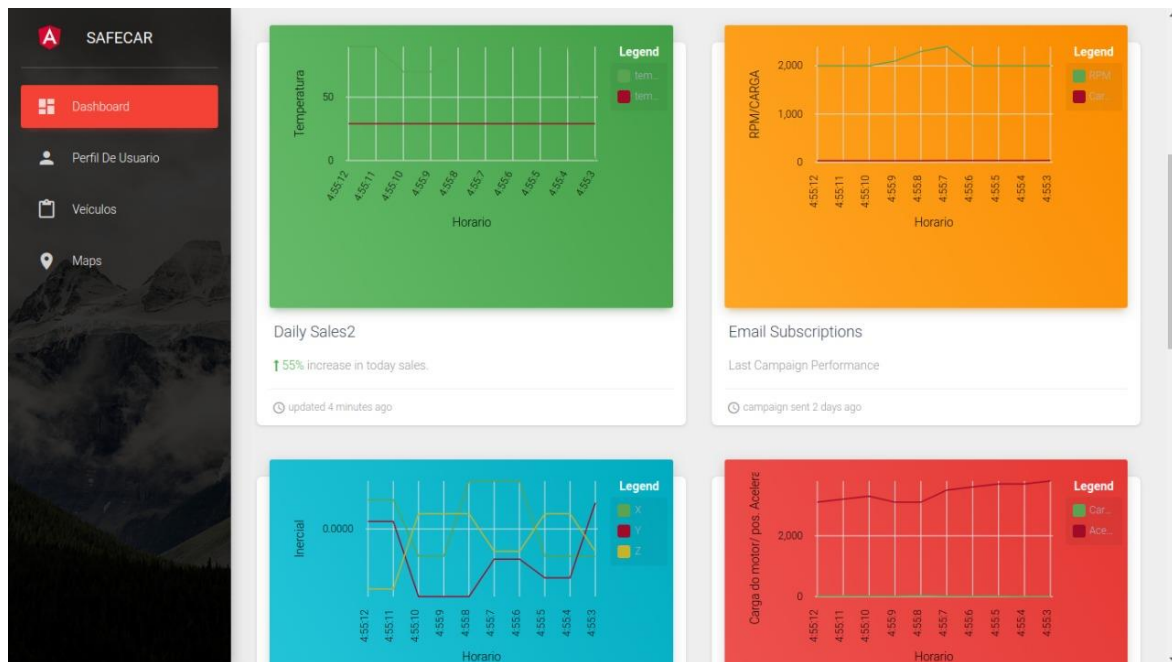 SAFECAR
Dashboard
Perfil De Usuario
Veículos
Maps
Legend
tem...
tem...
Temperatura
50
0
4:55:12
4:55:11
4:55:10
4:55:9
4:55:8
4:55:7
4:55:6
4:55:5
4:55:4
4:55:3
Horario
Daily Sales2
55% increase in today sales.
updated 4 minutes ago
Legend
RPM
Car...
RPM/CARGA
2,000
1,000
0
4:55:12
4:55:11
4:55:10
4:55:9
4:55:8
4:55:7
4:55:6
4:55:5
4:55:4
4:55:3
Horario
Email Subscriptions
Last Campaign Performance
campaign sent 2 days ago
Legend
X
Y
Z
Inercial
0.0000
4:55:12
4:55:11
4:55:10
4:55:9
4:55:8
4:55:7
4:55:6
4:55:5
4:55:4
4:55:3
Horario
Legend
Car...
Ace...
Carga do motor/ pos. Acelera
2,000
0
4:55:12
4:55:11
4:55:10
4:55:9
4:55:8
4:55:7
4:55:6
4:55:5
4:55:4
4:55:3
Horario